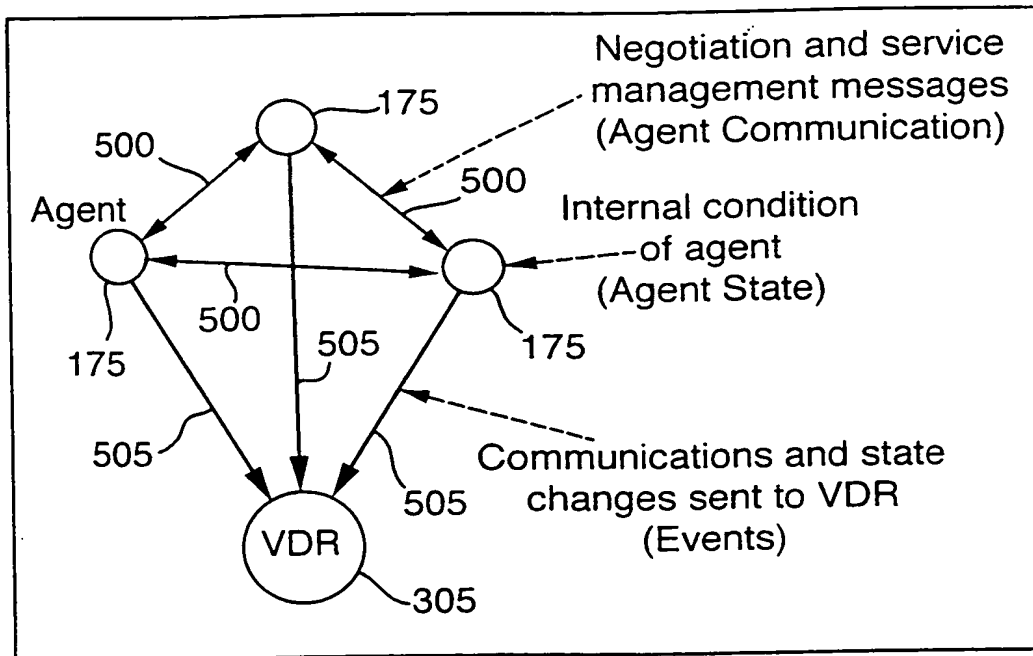 Negotiation and service
management messages
(Agent Communication)
175
500
500
Agent
Internal condition
of agent
(Agent State)
500
175
505
175
505
505
Communications and state
changes sent to VDR
(Events)
VDR
305